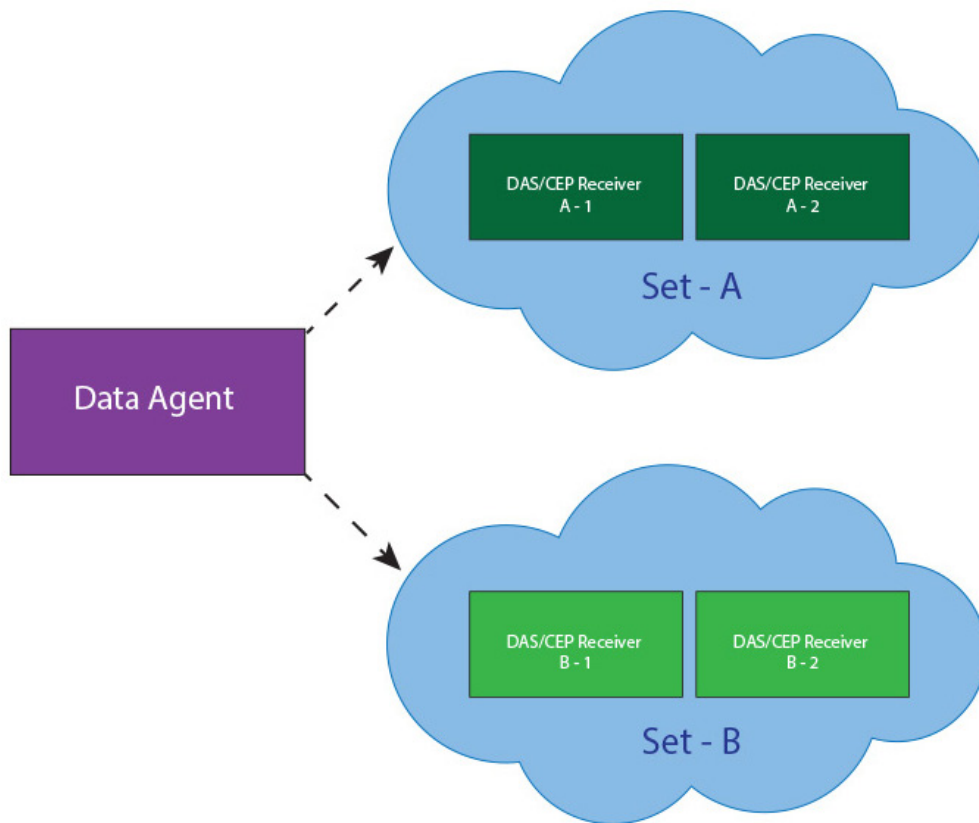 DAS/CEP Receiver
A - 1
DAS/CEP Receiver
A - 2
Set - A
Data Agent
DAS/CEP Receiver
B - 1
DAS/CEP Receiver
B - 2
Set - B